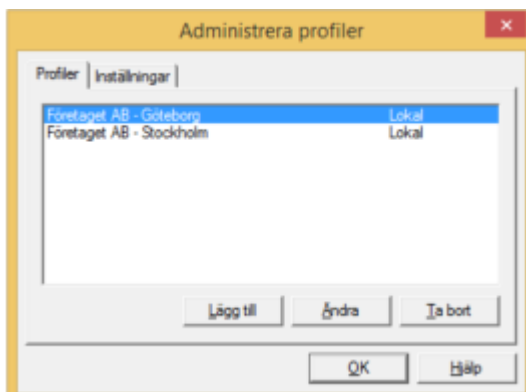 Administrera profiler
Profiler Inställningar
Företaget AB - Göteborg Lokal
Företaget AB - Stockholm Lokal
Lägg till Ändra Ta bort
OK Hjälp